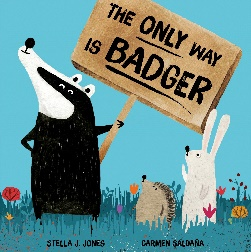 THE ONLY WAY
IS BADGER
STELLA J. JONES CARMEN SALDAÑA